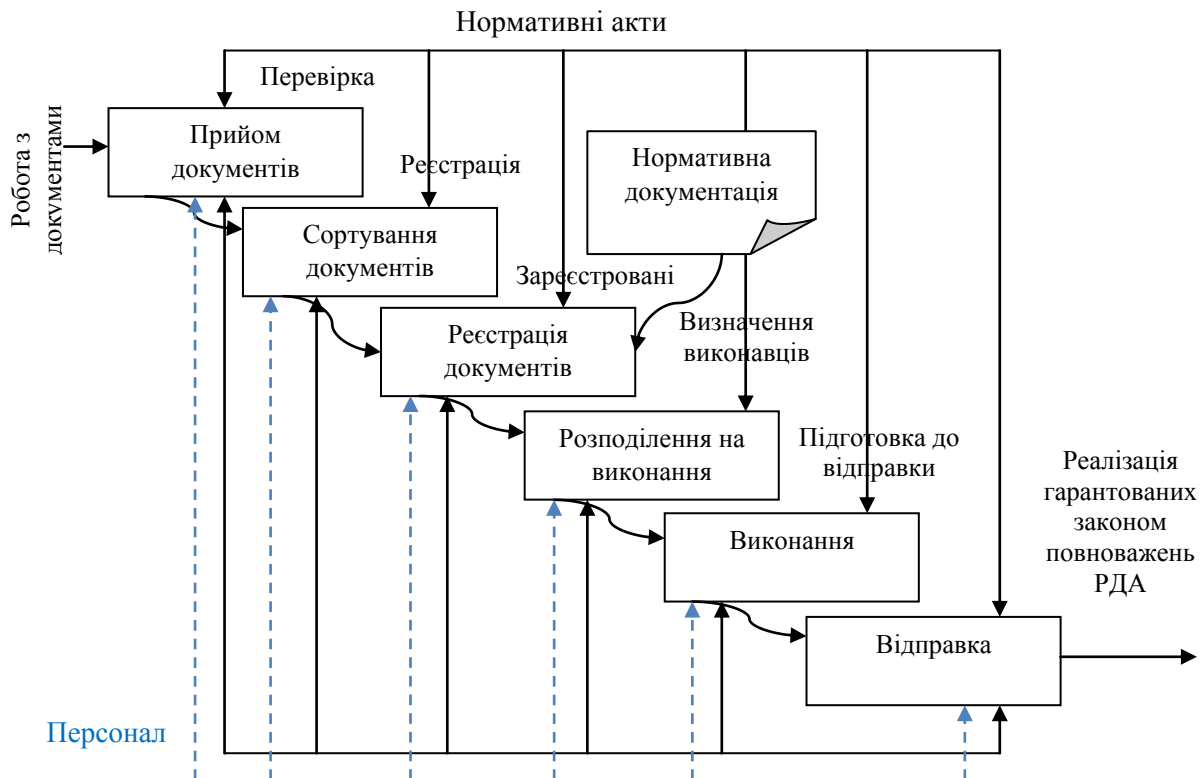 Нормативні акти
Перевірка
Робота з
документами
Прийом
документів
Реєстрація
Нормативна
документація
Сортування
документів
Зареєстровані
Визначення
виконавців
Реєстрація
документів
Розподілення на
виконання
Підготовка до
відправки
Реалізація
гарантованих
законом
повноважень
РДА
Виконання
Відправка
Персонал